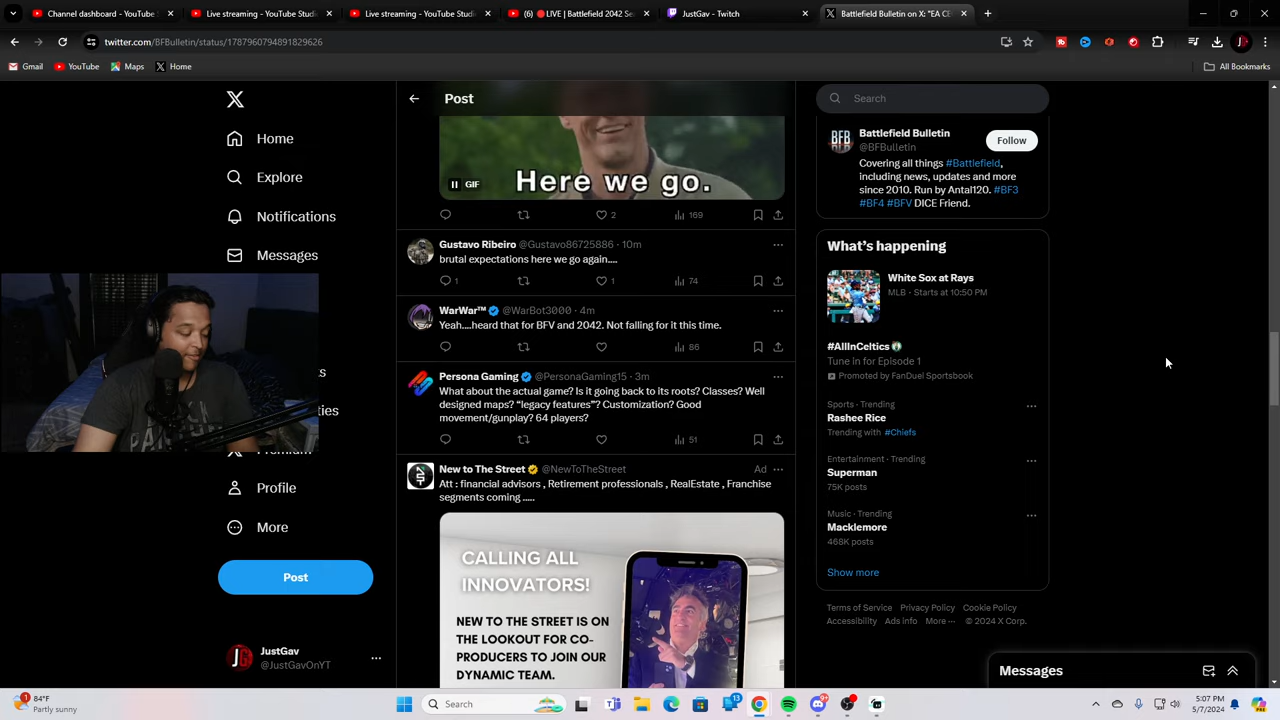 Channel dashboard - YouTube S
Live streaming - YouTube Studio
Live streaming - YouTube Studio
(6) 🔴LIVE | Battlefield 2042 Sea
JustGav - Twitch
Battlefield Bulletin on X: "EA CE
twitter.com/BFBulletin/status/1787960794891829626
Gmail
YouTube
Maps
Home
All Bookmarks
Home
Explore
Notifications
Messages
Profile
More
Post
JustGav
@JustGavOnYT
Post
Here we go.
GIF
2
169
Gustavo Ribeiro @Gustavo86725886 · 10m
brutal expectations here we go again....
1
1
74
WarWar™ @WarBot3000 · 4m
Yeah....heard that for BFV and 2042. Not falling for it this time.
86
Persona Gaming @PersonaGaming15 · 3m
What about the actual game? Is it going back to its roots? Classes? Well
designed maps? "legacy features"? Customization? Good
movement/gunplay? 64 players?
51
New to The Street @NewToTheStreet
Ad
Att : financial advisors , Retirement professionals , RealEstate , Franchise
segments coming .....
CALLING ALL
INNOVATORS!
NEW TO THE STREET IS ON
THE LOOKOUT FOR CO-
PRODUCERS TO JOIN OUR
DYNAMIC TEAM.
Search
BFB
Battlefield Bulletin
@BFBulletin
Follow
Covering all things #Battlefield,
including news, updates and more
since 2010. Run by Antal120. #BF3
#BF4 #BFV DICE Friend.
What's happening
White Sox at Rays
MLB · Starts at 10:50 PM
#AllInCeltics
Tune in for Episode 1
Promoted by FanDuel Sportsbook
Sports · Trending
Rashee Rice
Trending with #Chiefs
Entertainment · Trending
Superman
75K posts
Music · Trending
Macklemore
468K posts
Show more
Terms of Service Privacy Policy Cookie Policy
Accessibility Ads info More ··· © 2024 X Corp.
Messages
84°F
Partly sunny
Search
5:07 PM
5/7/2024